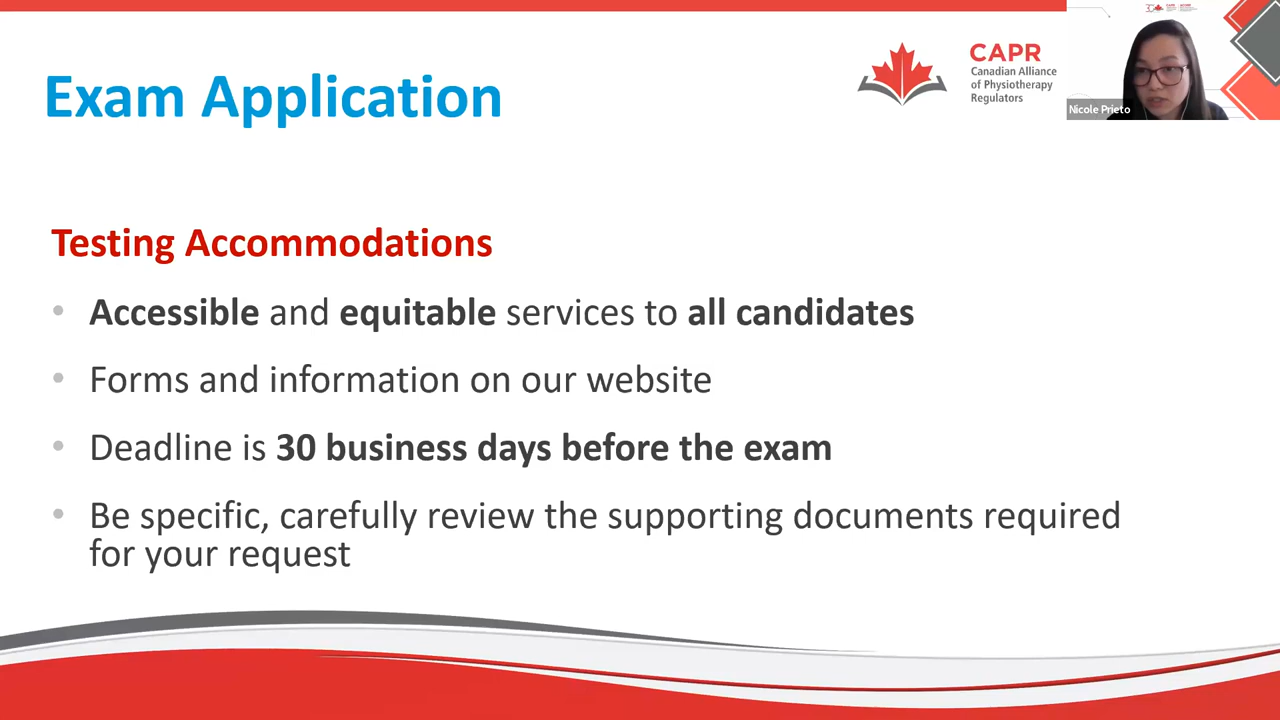 Exam Application
CAPR
Canadian Alliance
of Physiotherapy
Regulators
Nicole Prieto
Testing Accommodations
• Accessible and equitable services to all candidates
• Forms and information on our website
• Deadline is 30 business days before the exam
• Be specific, carefully review the supporting documents required
for your request